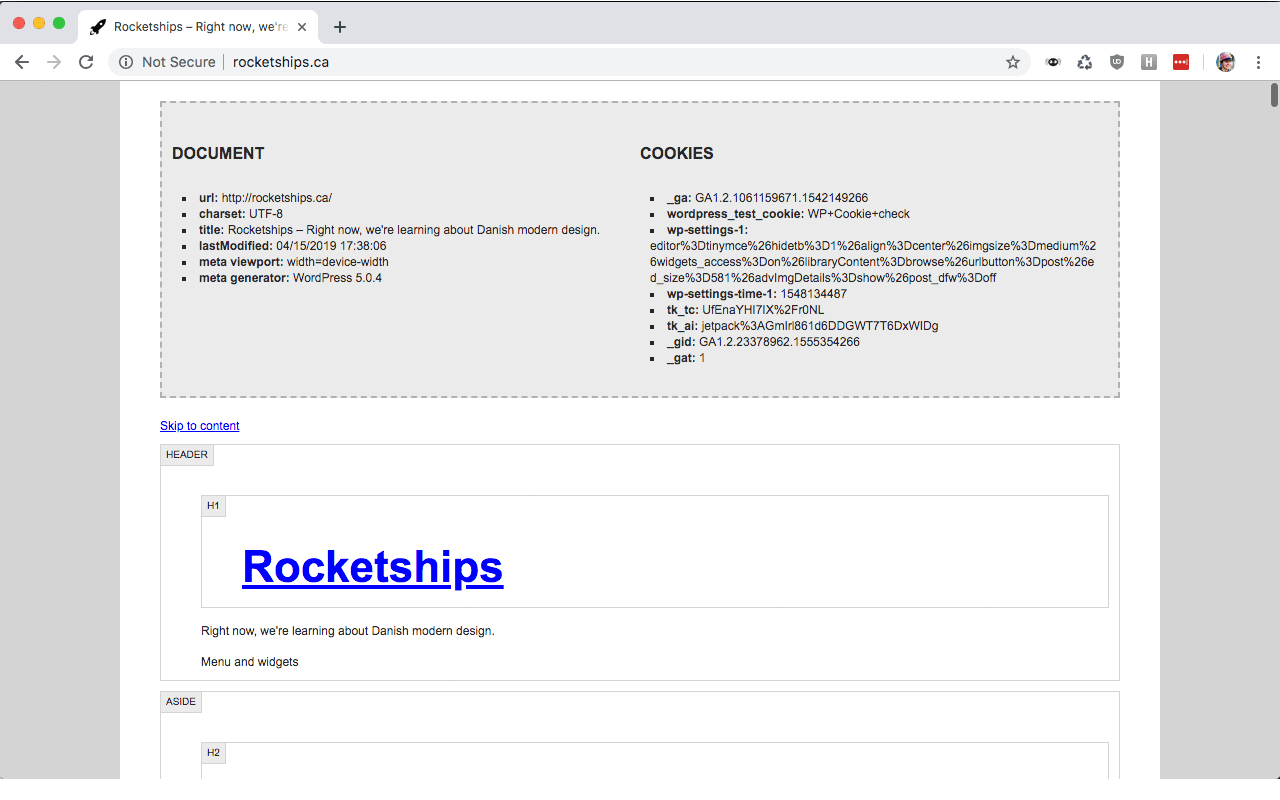 Rocketships – Right now, we're
Not Secure rocketships.ca
DOCUMENT
url: http://rocketships.ca/
charset: UTF-8
title: Rocketships – Right now, we're learning about Danish modern design.
lastModified: 04/15/2019 17:38:06
meta viewport: width=device-width
meta generator: WordPress 5.0.4
COOKIES
_ga: GA1.2.1061159671.1542149266
wordpress_test_cookie: WP+Cookie+check
wp-settings-1:
editor%3Dtinymce%26hidetb%3D1%26align%3Dcenter%26imgsize%3Dmedium%2
6widgets_access%3Don%26libraryContent%3Dbrowse%26urlbutton%3Dpost%26e
d_size%3D581%26advImgDetails%3Dshow%26post_dfw%3Doff
wp-settings-time-1: 1548134487
tk_tc: UfEnaYHI7IX%2Fr0NL
tk_ai: jetpack%3AGmIrl861d6DDGWT7T6DxWIDg
_gid: GA1.2.23378962.1555354266
_gat: 1
Skip to content
HEADER
H1
Rocketships
Right now, we're learning about Danish modern design.
Menu and widgets
ASIDE
H2